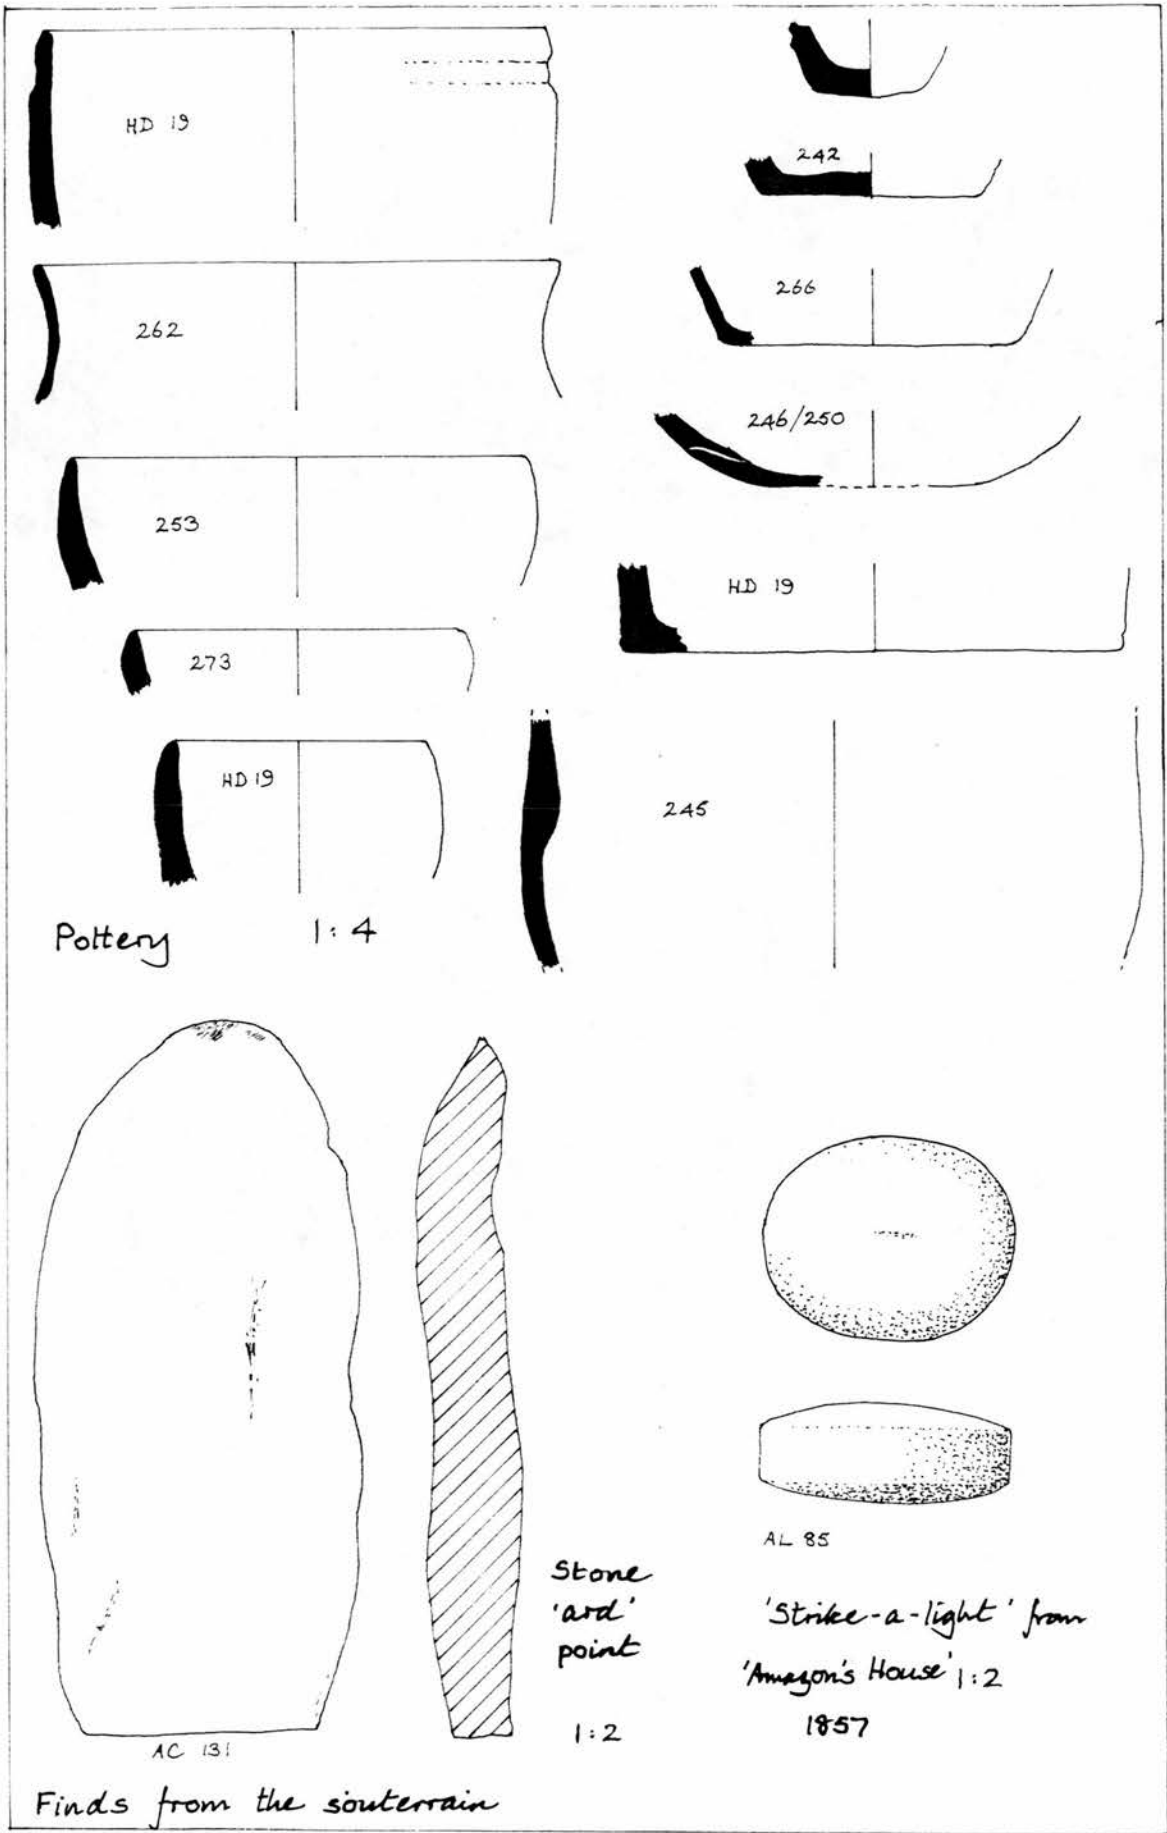 HD 19
262
253
273
HD 19
Pottery 1:4
242
266
246/250
HD 19
245
AC 131
Stone
'ard'
point
1:2
AL 85
'Strike-a-light' from
'Amazon's House' 1:2
1857
Finds from the souterrain